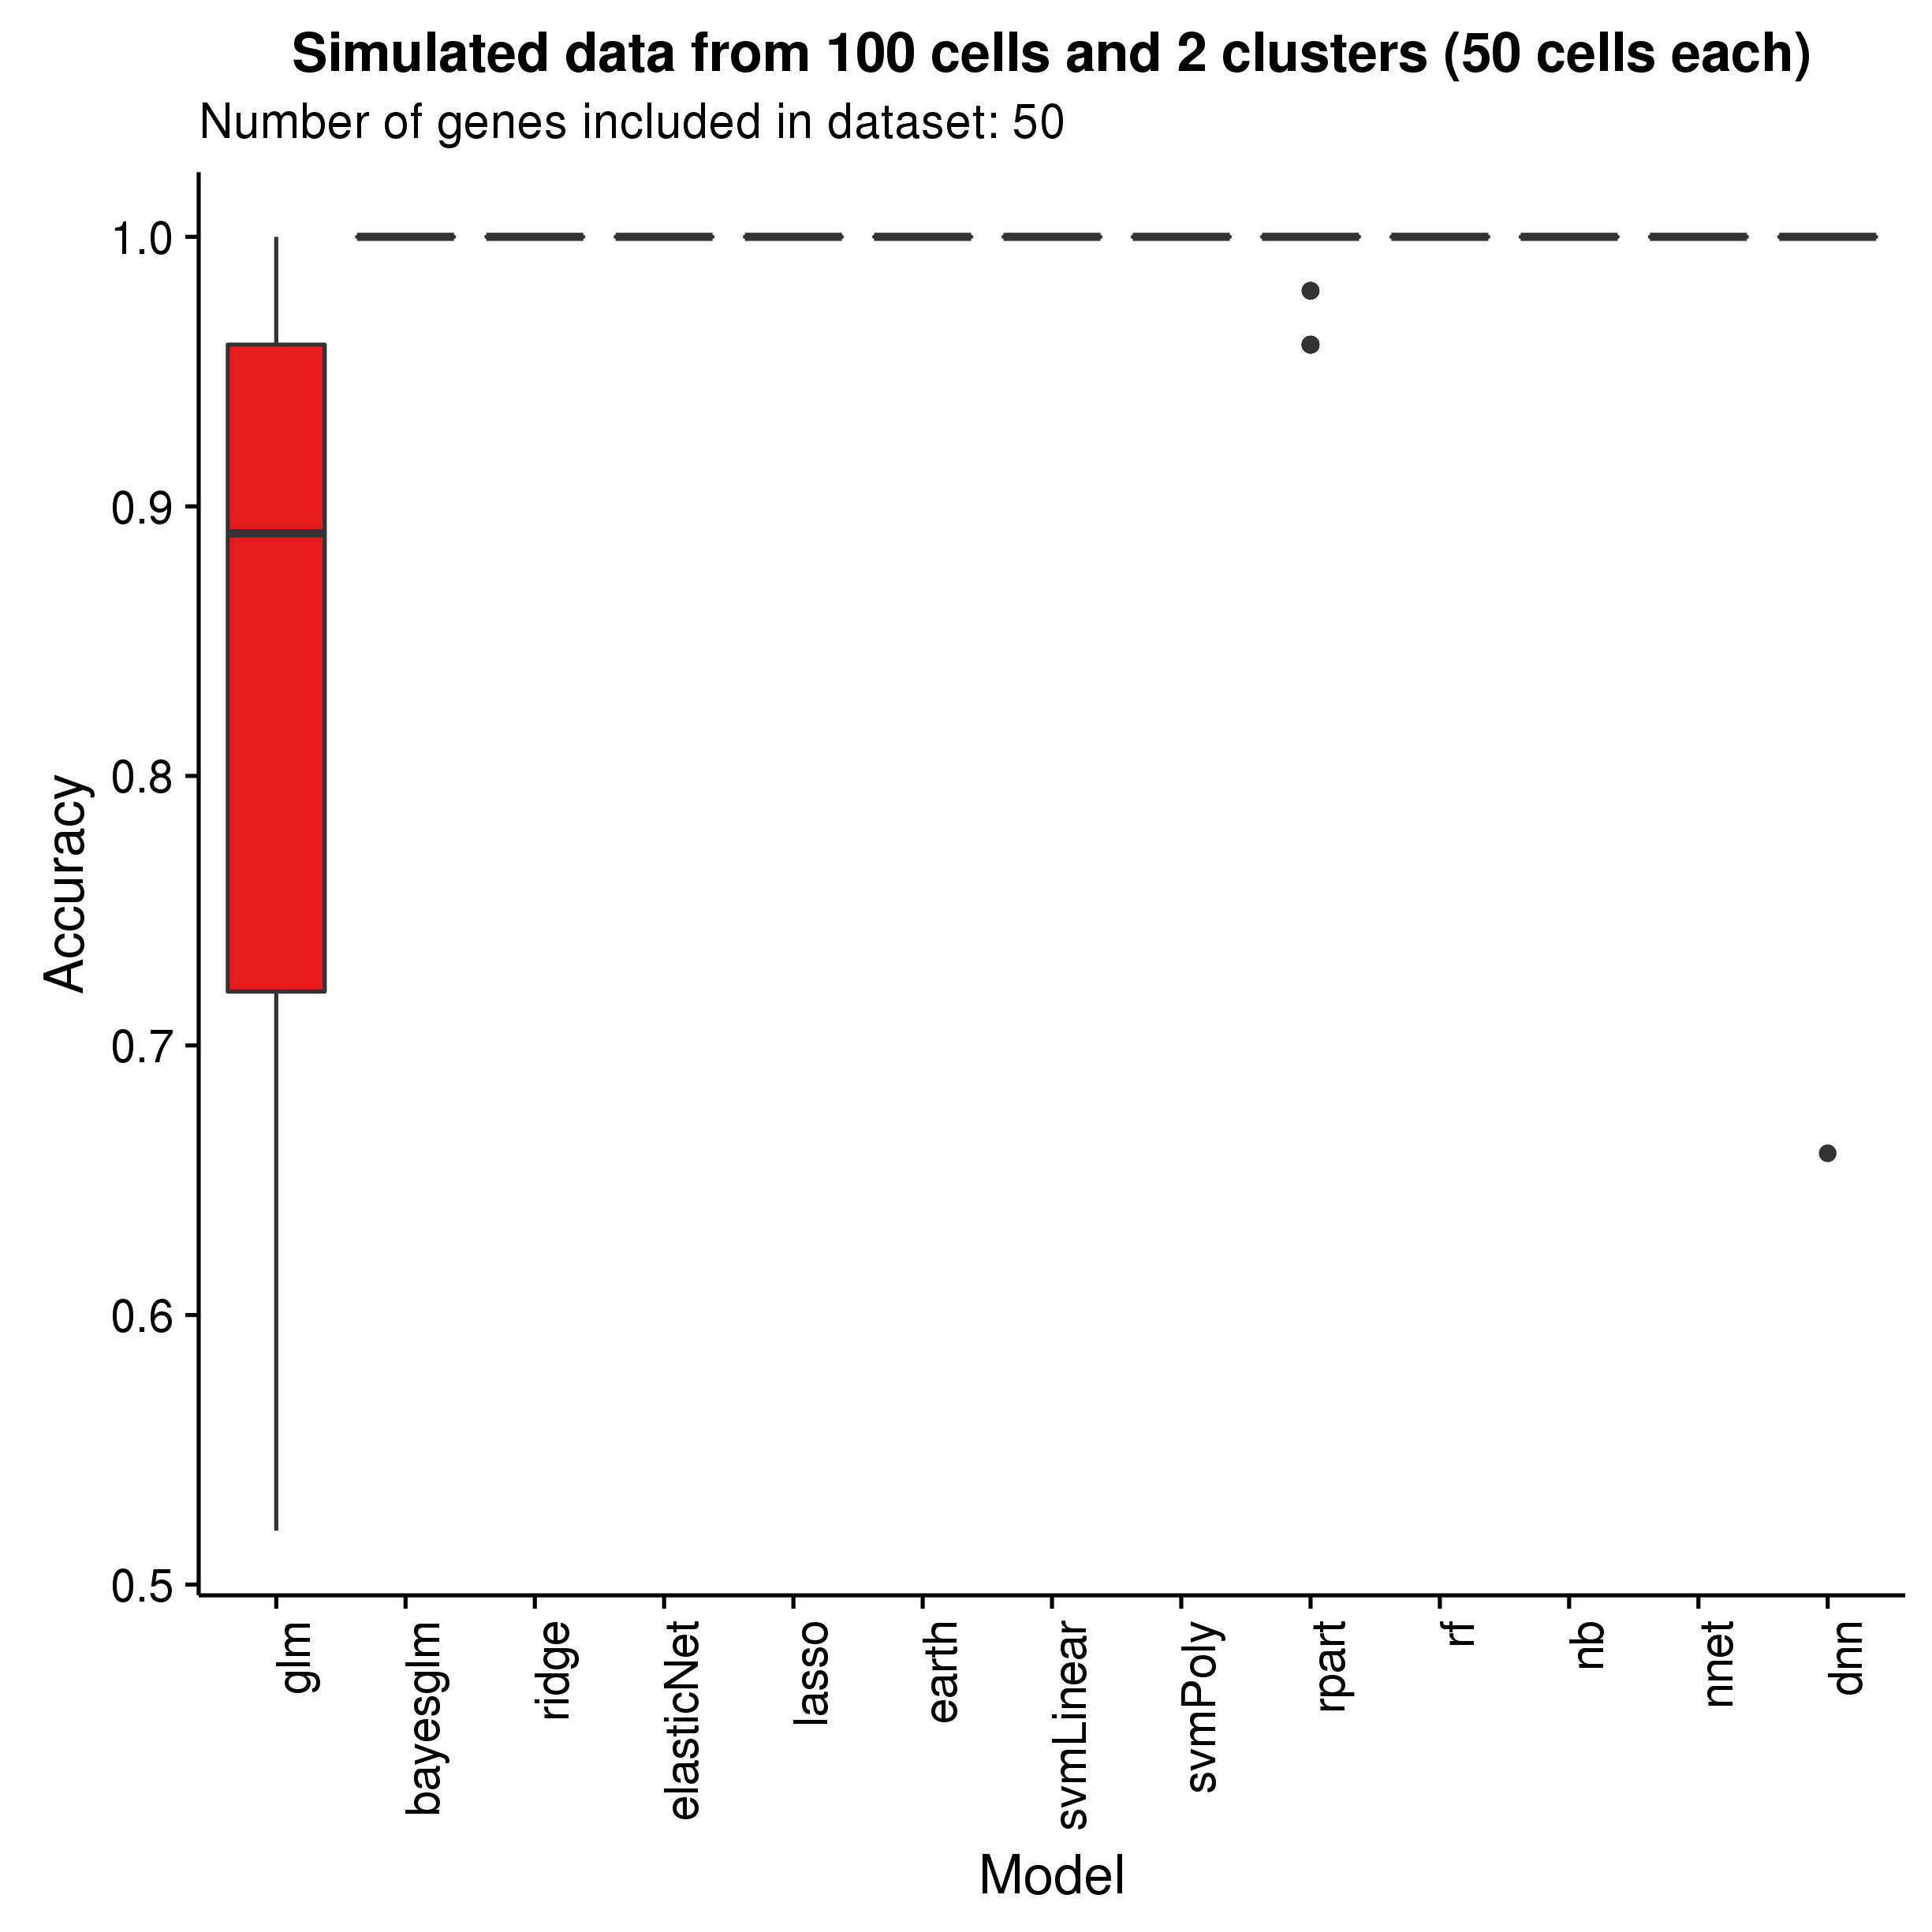 Simulated data from 100 cells and 2 clusters (50 cells each)
Number of genes included in dataset: 50
Accuracy
1.0
0.9
0.8
0.7
0.6
0.5
glm
bayesglm
ridge
elasticNet
lasso
earth
svmLinear
svmPoly
rpart
rf
nb
nnet
dnn
Model